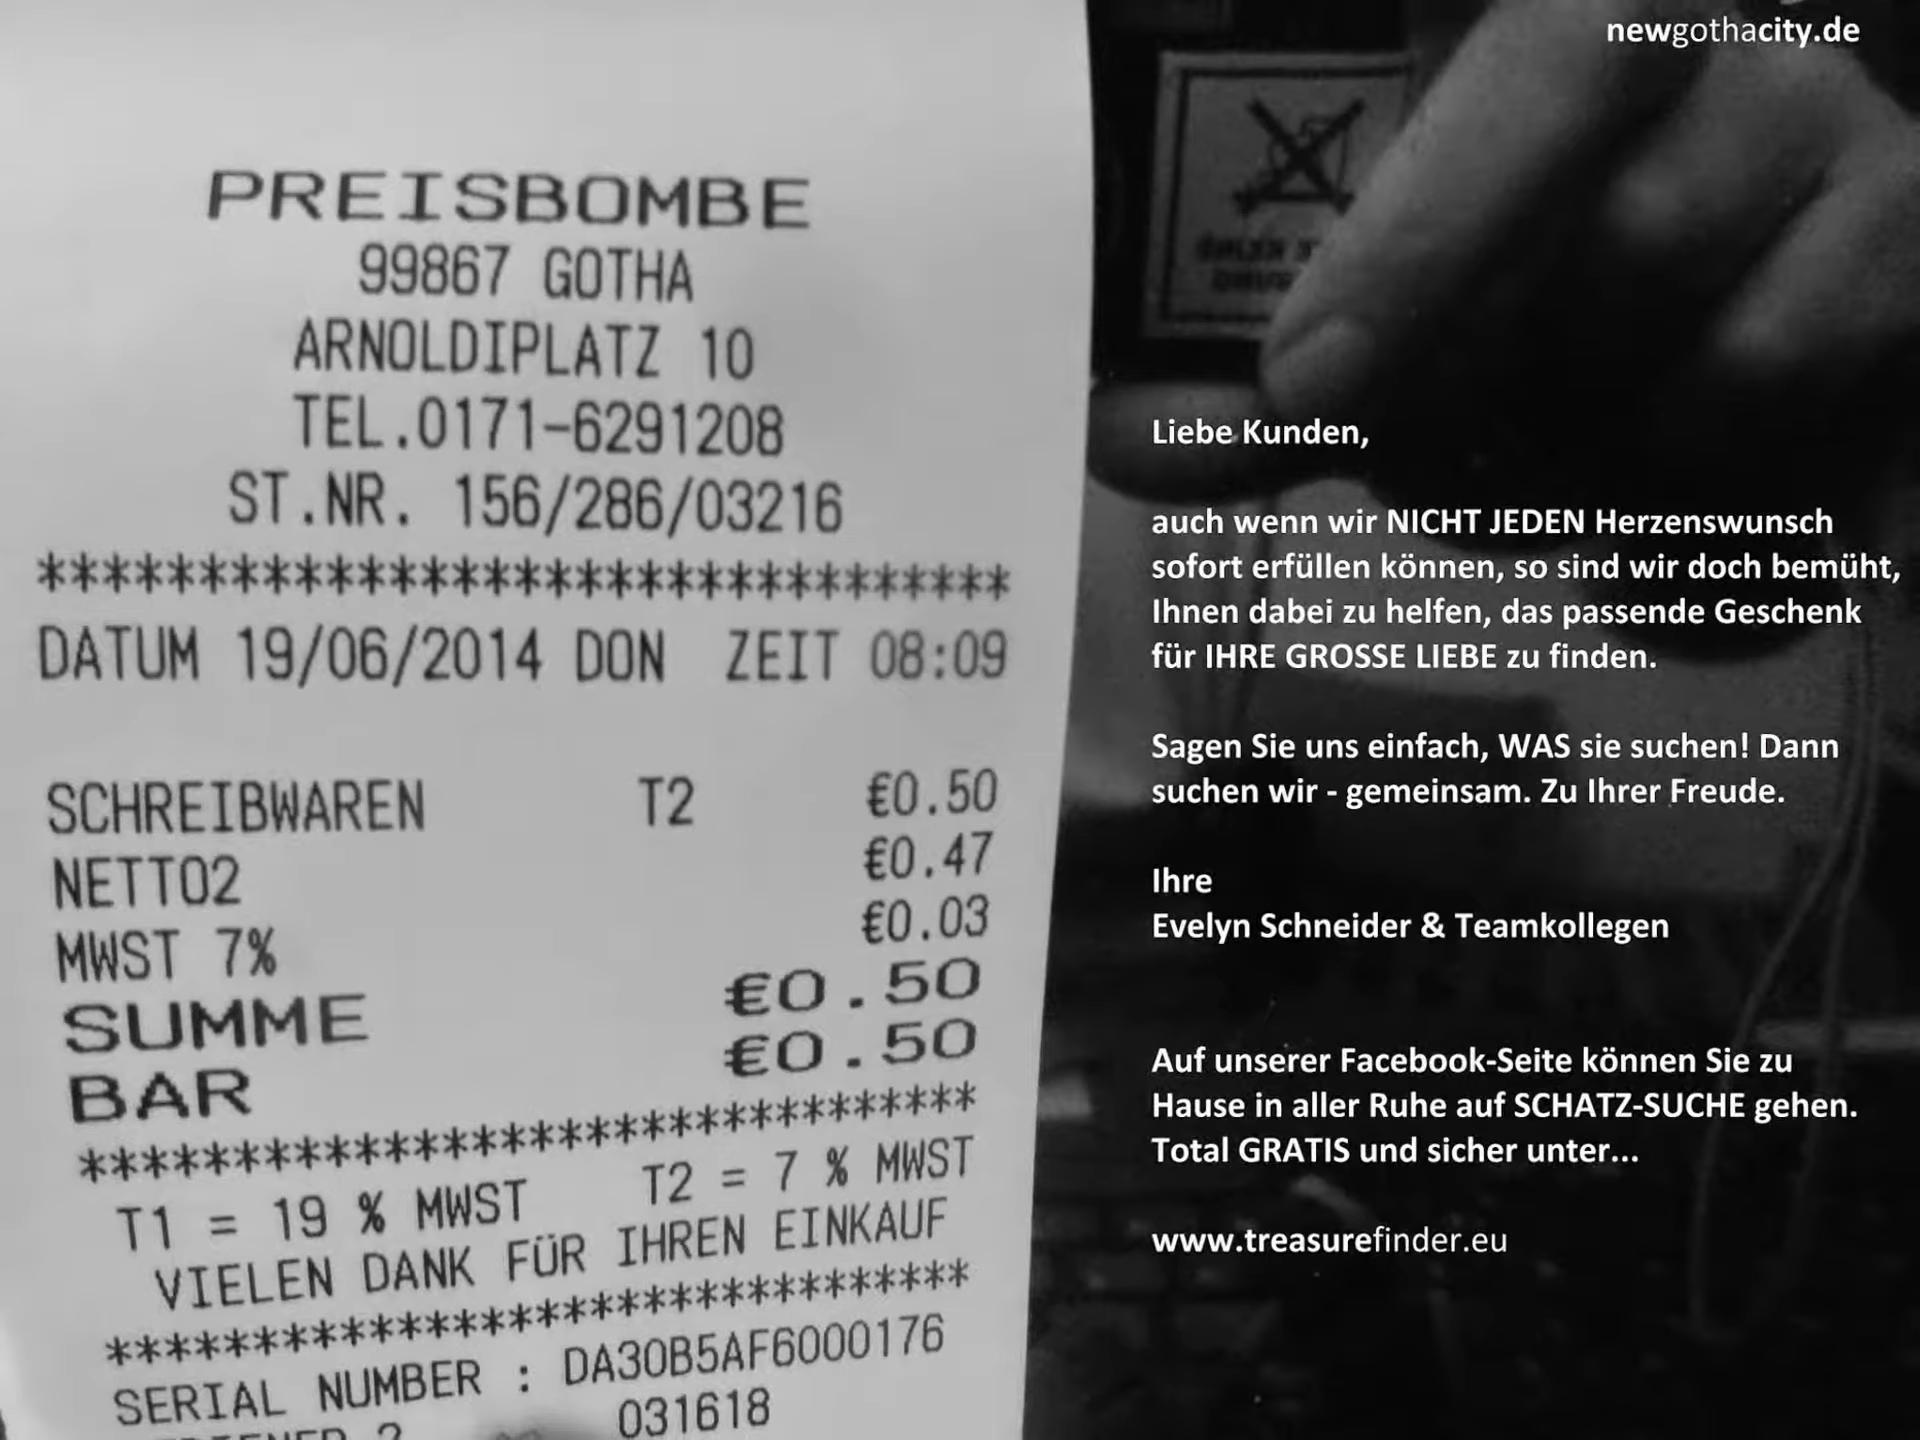 newgothacity.de
PREISBOMBE
99867 GOTHA
ARNOLDIPLATZ 10
TEL.0171-6291208
ST.NR. 156/286/03216
*******************************
DATUM 19/06/2014 DON ZEIT 08:09
SCHREIBWAREN T2 €0.50
NETTO2 €0.47
MWST 7% €0.03
SUMME €0.50
BAR €0.50
*****************************
T1 = 19 % MWST T2 = 7 % MWST
VIELEN DANK FÜR IHREN EINKAUF
*****************************
SERIAL NUMBER : DA30B5AF6000176
031618
Liebe Kunden,
auch wenn wir NICHT JEDEN Herzenswunsch
sofort erfüllen können, so sind wir doch bemüht,
Ihnen dabei zu helfen, das passende Geschenk
für IHRE GROSSE LIEBE zu finden.
Sagen Sie uns einfach, WAS sie suchen! Dann
suchen wir - gemeinsam. Zu Ihrer Freude.
Ihre
Evelyn Schneider & Teamkollegen
Auf unserer Facebook-Seite können Sie zu
Hause in aller Ruhe auf SCHATZ-SUCHE gehen.
Total GRATIS und sicher unter...
www.treasurefinder.eu